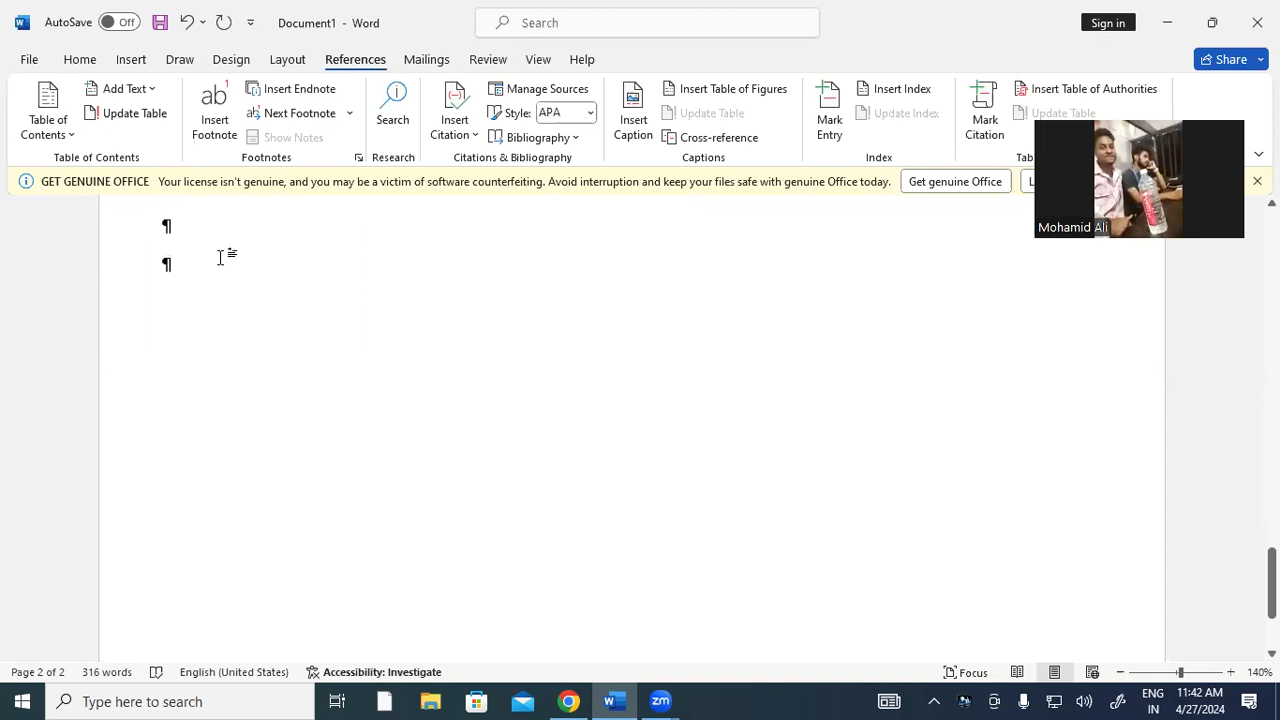 AutoSave Off Document1 - Word Search Sign in
File Home Insert Draw Design Layout References Mailings Review View Help Share
Table of Contents
Add Text
Update Table
Table of Contents
ab Insert Footnote
Insert Endnote
Next Footnote
Show Notes
Footnotes
Search
Research
Insert Citation
Manage Sources
Style: APA
Bibliography
Citations & Bibliography
Insert Caption
Insert Table of Figures
Update Table
Cross-reference
Captions
Mark Entry
Insert Index
Update Index
Index
Mark Citation
Insert Table of Authorities
Update Table
GET GENUINE OFFICE Your license isn't genuine, and you may be a victim of software counterfeiting. Avoid interruption and keep your files safe with genuine Office today. Get genuine Office
Mohamid Ali
¶
¶
Page 2 of 2 316 words English (United States) Accessibility: Investigate Focus 140%
Type here to search zm ENG IN 11:42 AM 4/27/2024